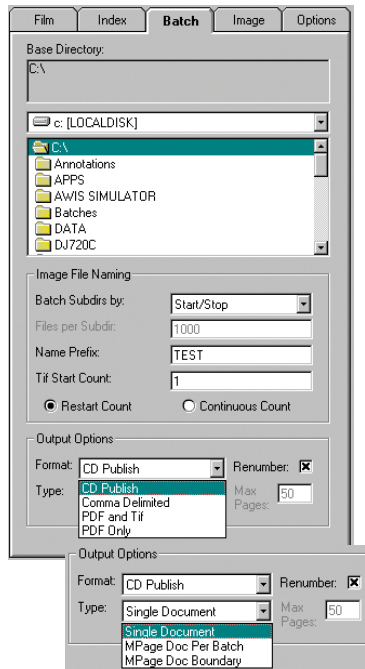 Film Index Batch Image Options
Base Directory:
C:\
c: [LOCALDISK]
C:\
Annotations
APPS
AWIS SIMULATOR
Batches
DATA
DJ720C
Image File Naming
Batch Subdirs by: Start/Stop
Files per Subdir: 1000
Name Prefix: TEST
Tif Start Count: 1
Restart Count Continuous Count
Output Options
Format: CD Publish Renumber:
Type: CD Publish Max Pages: 50
Comma Delimited
PDF and Tif
PDF Only
Output Options
Format: CD Publish Renumber:
Type: Single Document Max Pages: 50
Single Document
MPage Doc Per Batch
MPage Doc Boundary